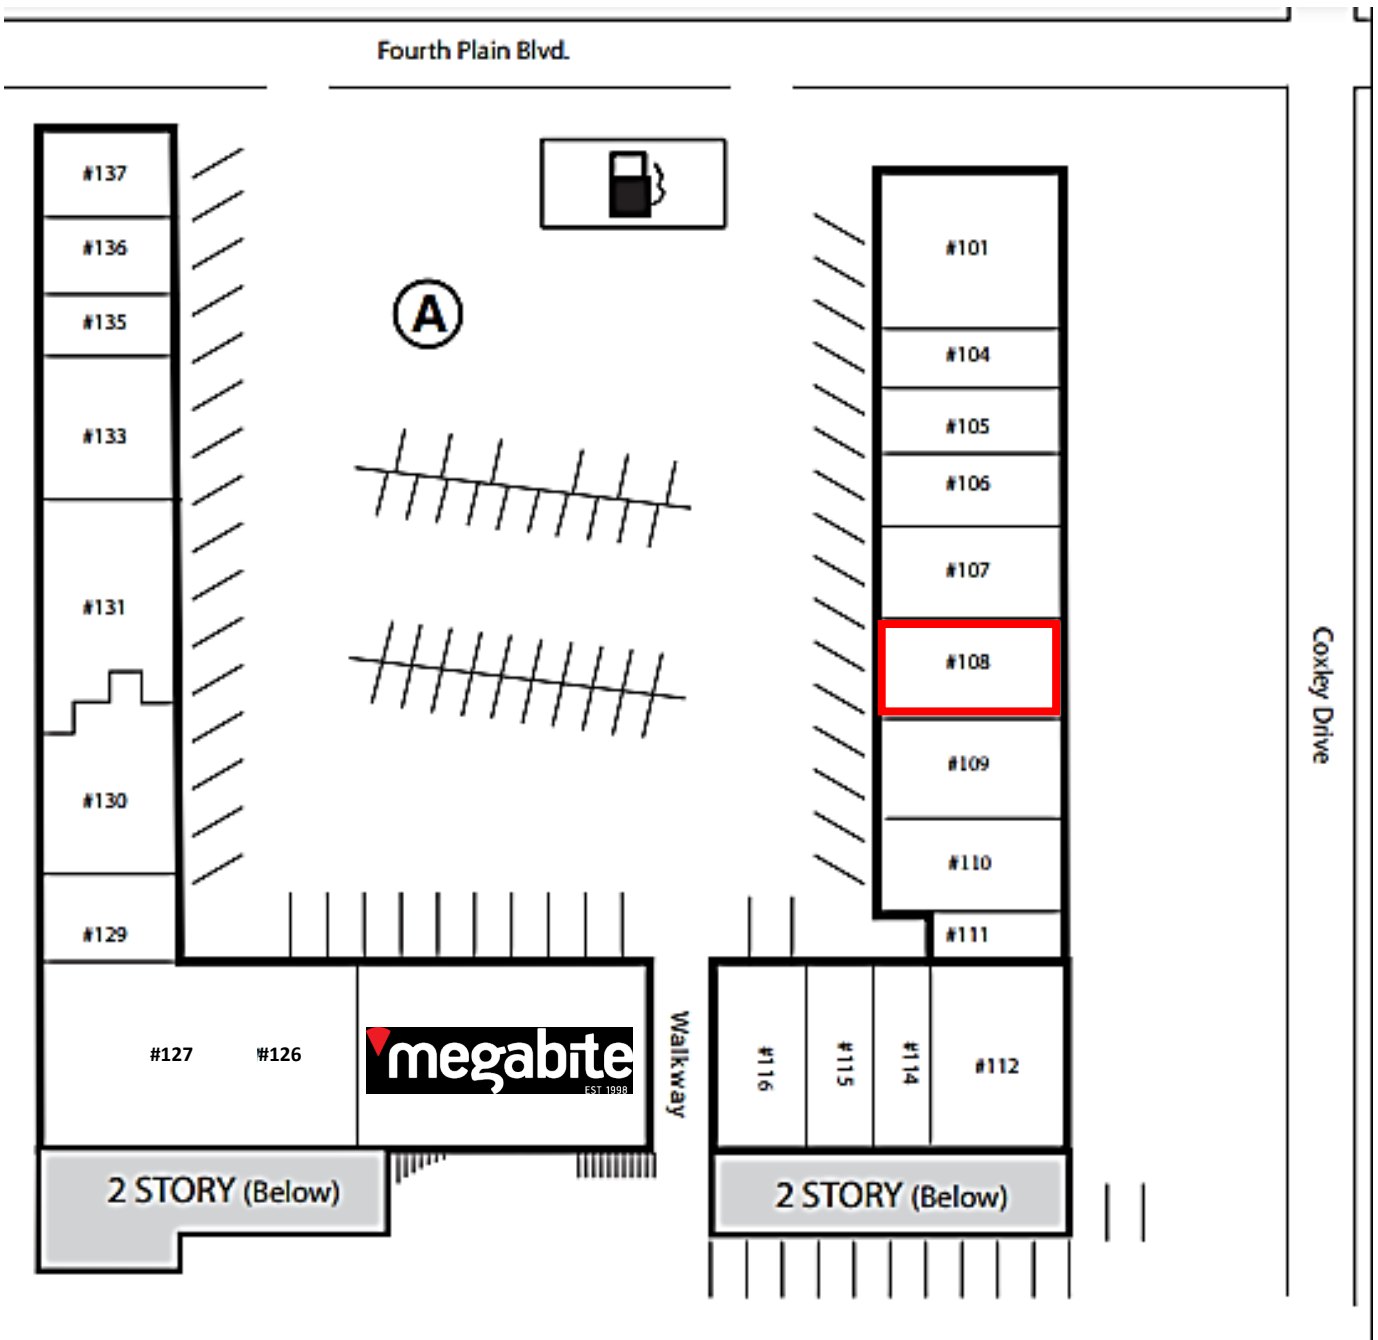 Fourth Plain Blvd.
#137
#136
#135
#133
#131
#130
#129
#127
#126
A
#101
#104
#105
#106
#107
#108
#109
#110
#111
megabite
EST 1998
Walkway
#116
#115
#114
#112
2 STORY (Below)
2 STORY (Below)
Coxley Drive